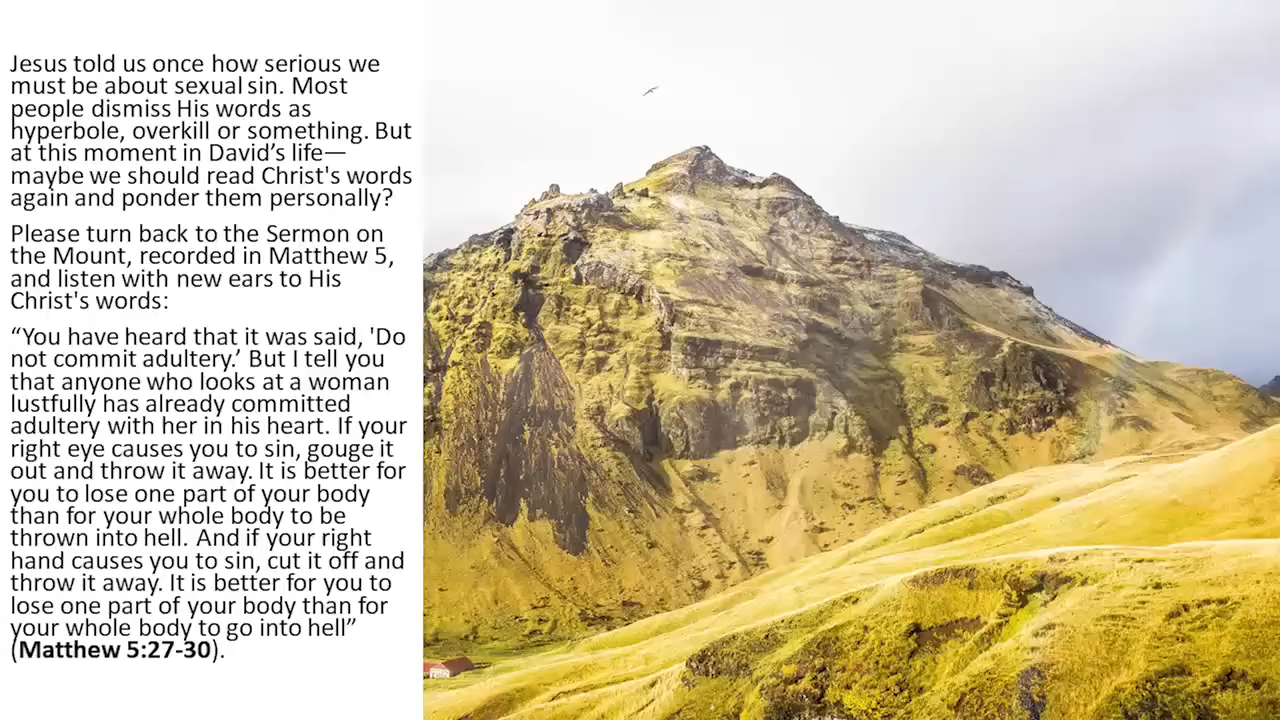 Jesus told us once how serious we
must be about sexual sin. Most
people dismiss His words as
hyperbole, overkill or something. But
at this moment in David’s life—
maybe we should read Christ's words
again and ponder them personally?
Please turn back to the Sermon on
the Mount, recorded in Matthew 5,
and listen with new ears to His
Christ's words:
“You have heard that it was said, 'Do
not commit adultery.’ But I tell you
that anyone who looks at a woman
lustfully has already committed
adultery with her in his heart. If your
right eye causes you to sin, gouge it
out and throw it away. It is better for
you to lose one part of your body
than for your whole body to be
thrown into hell. And if your right
hand causes you to sin, cut it off and
throw it away. It is better for you to
lose one part of your body than for
your whole body to go into hell”
(Matthew 5:27-30).